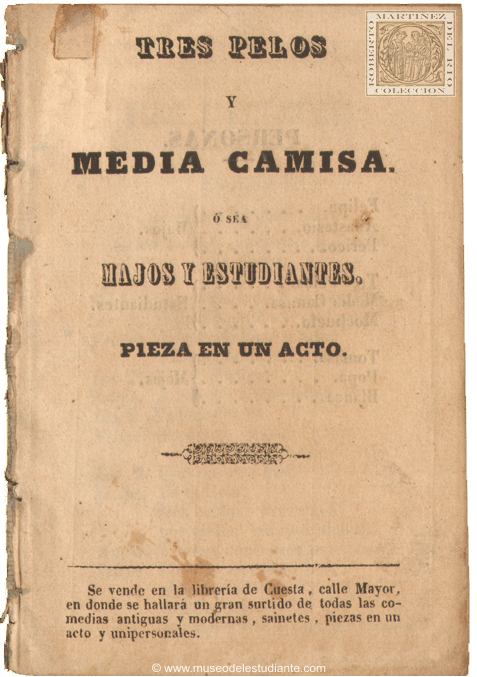 TRES PELOS
Y
MEDIA CAMISA.
Ó SEA
MAJOS Y ESTUDIANTES.
PIEZA EN UN ACTO.
Se vende en la librería de Cuesta, calle Mayor,
en donde se hallará un gran surtido de todas las co-
medias antiguas y modernas, sainetes, piezas en un
acto y unipersonales.
ROBERTO MARTINEZ DEL RIO
COLECCION
© www.museodelestudiante.com